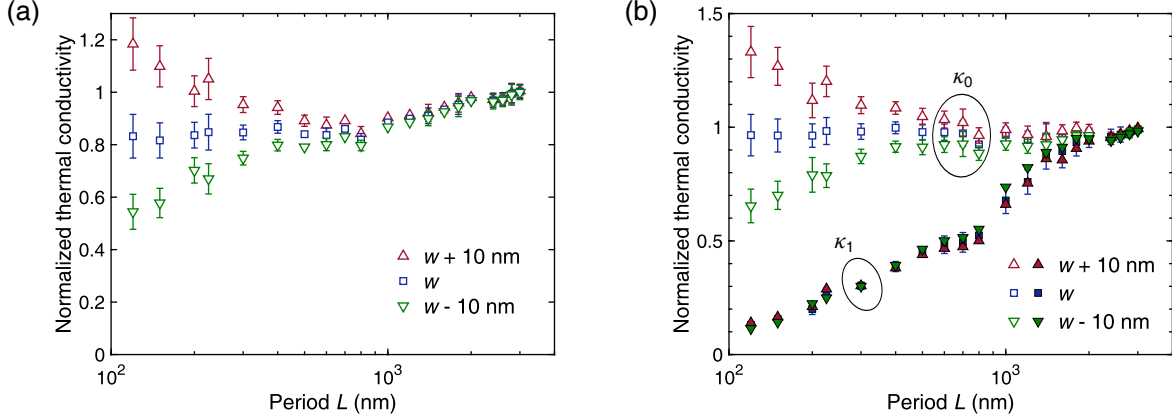 (a)
Normalized thermal conductivity
1.2
1
0.8
0.6
0.4
0.2
0
w + 10 nm
w
w - 10 nm
10²
10³
Period L (nm)
(b)
Normalized thermal conductivity
1.5
1
0.5
0
κ₀
κ₁
w + 10 nm
w
w - 10 nm
10²
10³
Period L (nm)